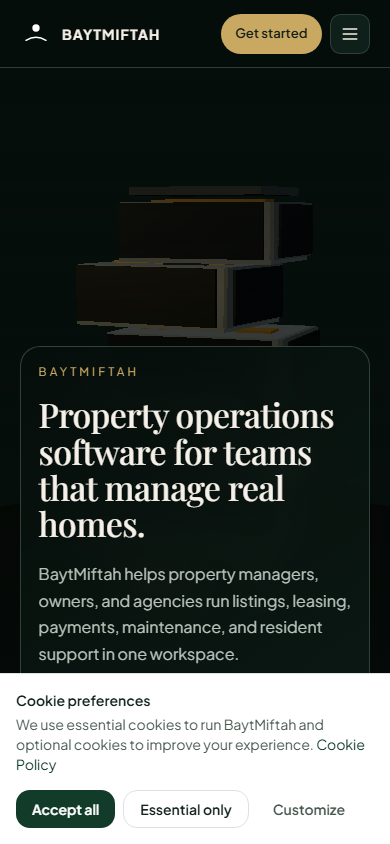 BAYTMIFTAH
Get started
BAYTMIFTAH
Property operations
software for teams
that manage real
homes.
BaytMiftah helps property managers,
owners, and agencies run listings, leasing,
payments, maintenance, and resident
support in one workspace.
Cookie preferences
We use essential cookies to run BaytMiftah and
optional cookies to improve your experience. Cookie
Policy
Accept all
Essential only
Customize